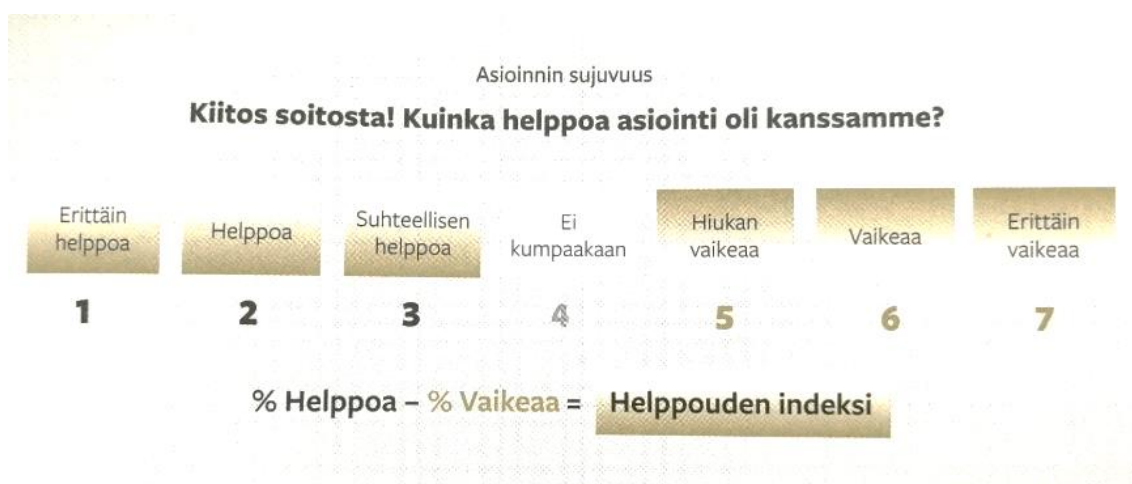 Asioinnin sujuvuus
Kiitos soitosta! Kuinka helppoa asiointi oli kanssamme?
Erittäin
helppoa
Helppoa
Suhteellisen
helppoa
Ei
kumpaakaan
Hiukan
vaikeaa
Vaikeaa
Erittäin
vaikeaa
1 2 3 4 5 6 7
% Helppoa – % Vaikeaa = Helppouden indeksi